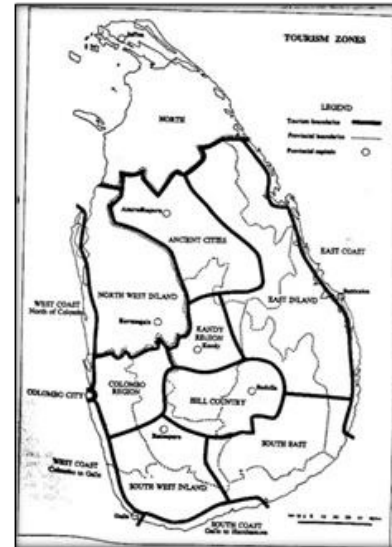 TOURISM ZONES
Jaffna
LEGEND
Tourism boundaries
Provincial boundaries
Provincial capitals
NORTH
Anuradhapura
ANCIENT CITIES
EAST COAST
Batticaloa
EAST INLAND
WEST COAST
North of Colombo
NORTH WEST INLAND
Kurunegala
KANDY
REGION
Kandy
COLOMBO
REGION
COLOMBO CITY
Badulla
HILL COUNTRY
Ratnapura
SOUTH EAST
WEST COAST
Colombo to Galle
SOUTH WEST INLAND
Galle
SOUTH COAST
Galle to Hambantota